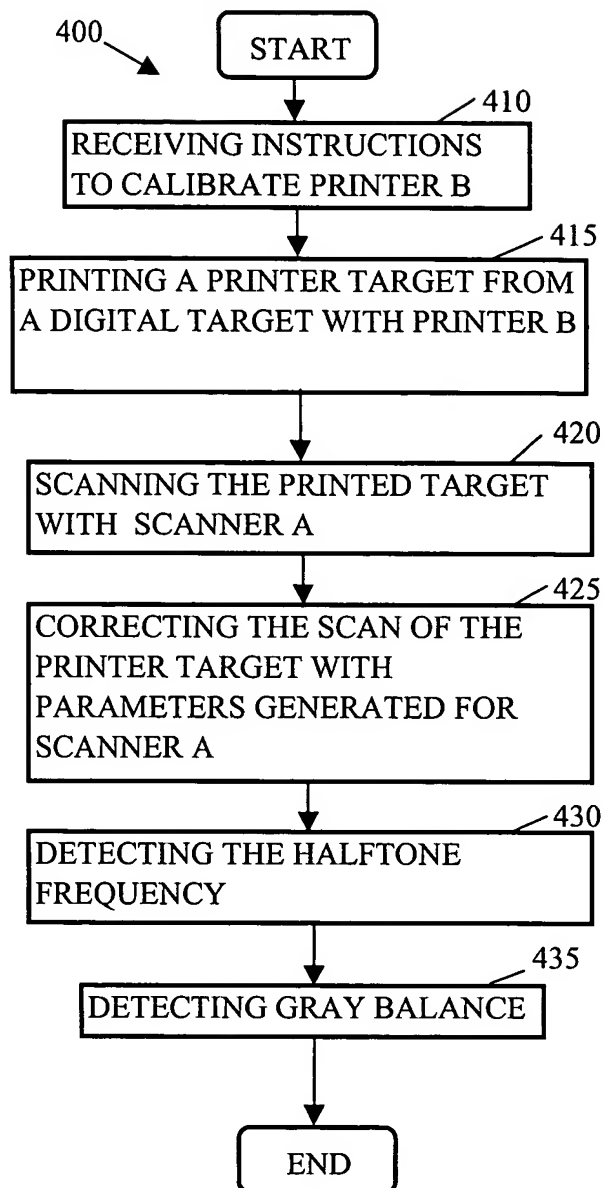 400
START
410
RECEIVING INSTRUCTIONS
TO CALIBRATE PRINTER B
415
PRINTING A PRINTER TARGET FROM
A DIGITAL TARGET WITH PRINTER B
420
SCANNING THE PRINTED TARGET
WITH SCANNER A
425
CORRECTING THE SCAN OF THE
PRINTER TARGET WITH
PARAMETERS GENERATED FOR
SCANNER A
430
DETECTING THE HALFTONE
FREQUENCY
435
DETECTING GRAY BALANCE
END